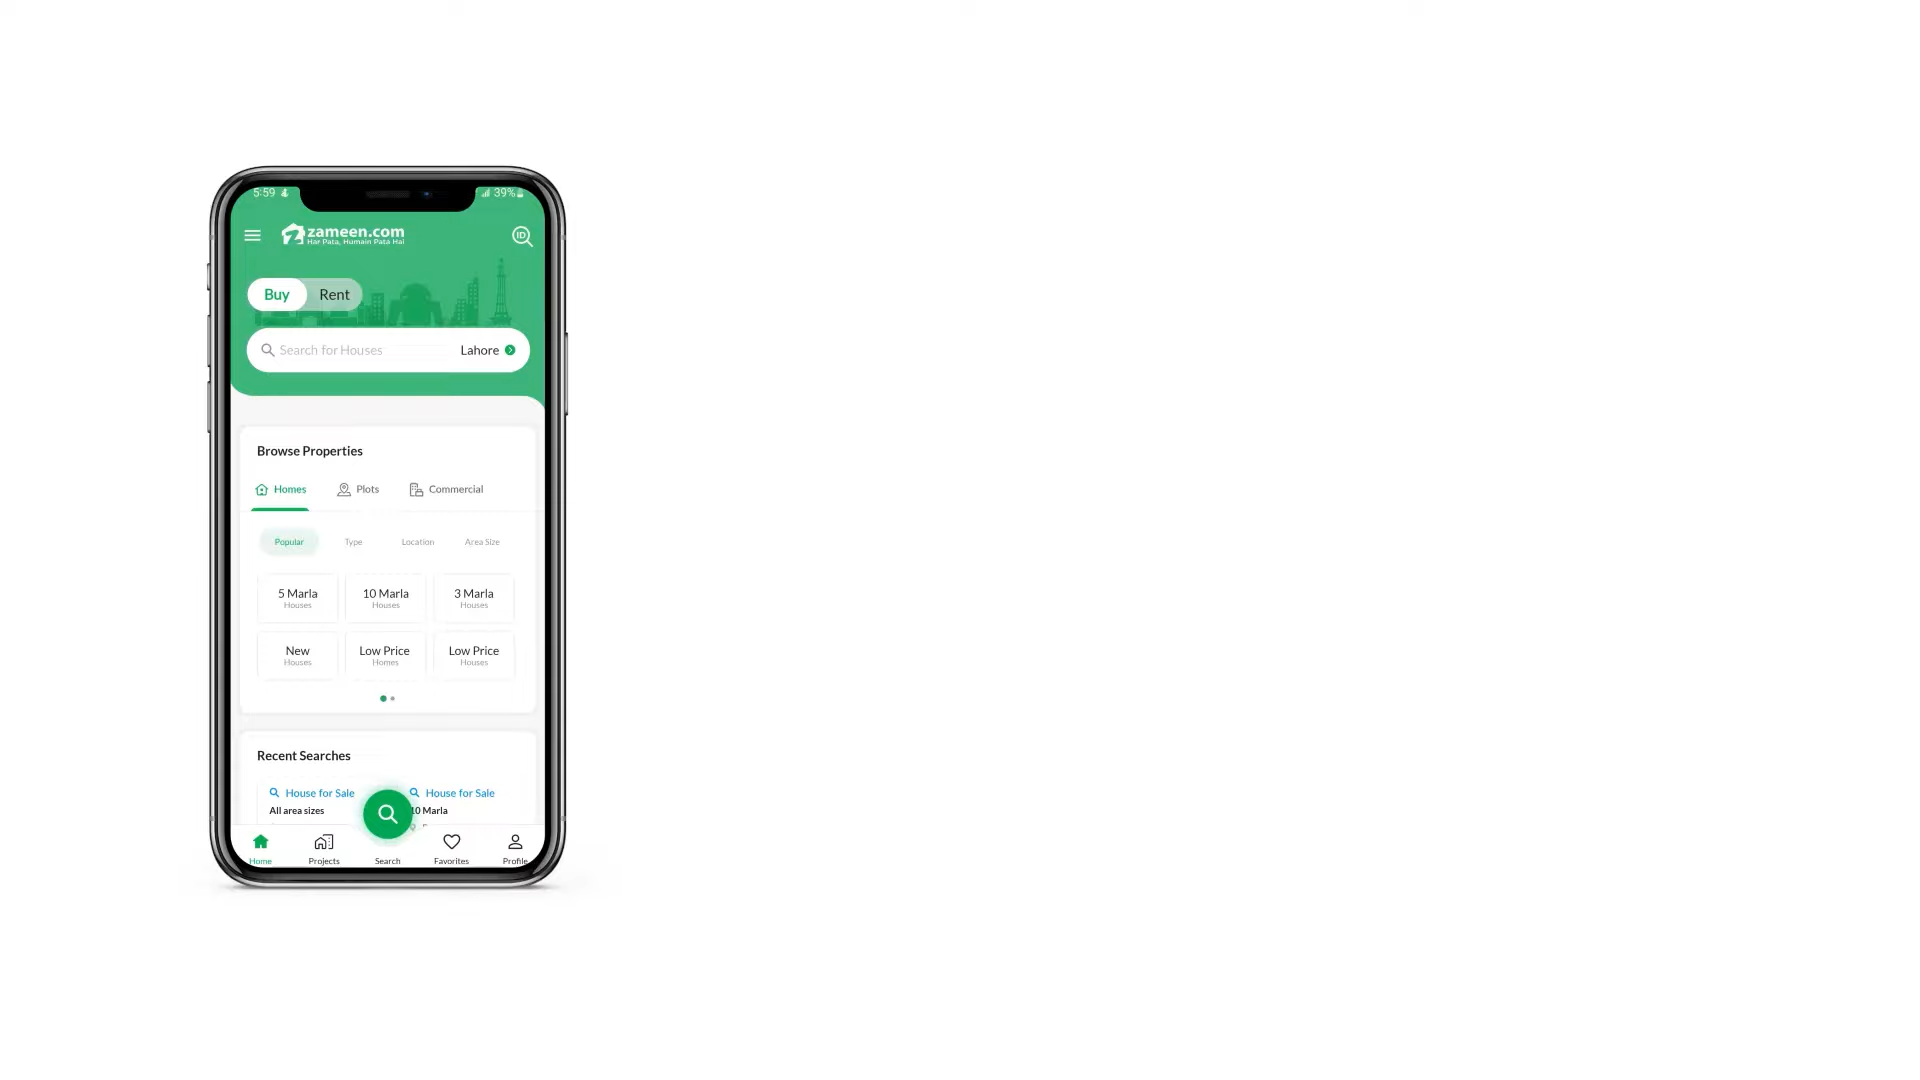 5:59 39%
zameen.com
Har Pata, Humain Pata Hai
ID
Buy Rent
Search for Houses Lahore
Browse Properties
Homes Plots Commercial
Popular Type Location Area Size
5 Marla 10 Marla 3 Marla
Houses Houses Houses
New Low Price Low Price
Houses Homes Houses
Recent Searches
House for Sale House for Sale
All area sizes 10 Marla
Home Projects Search Favorites Profile